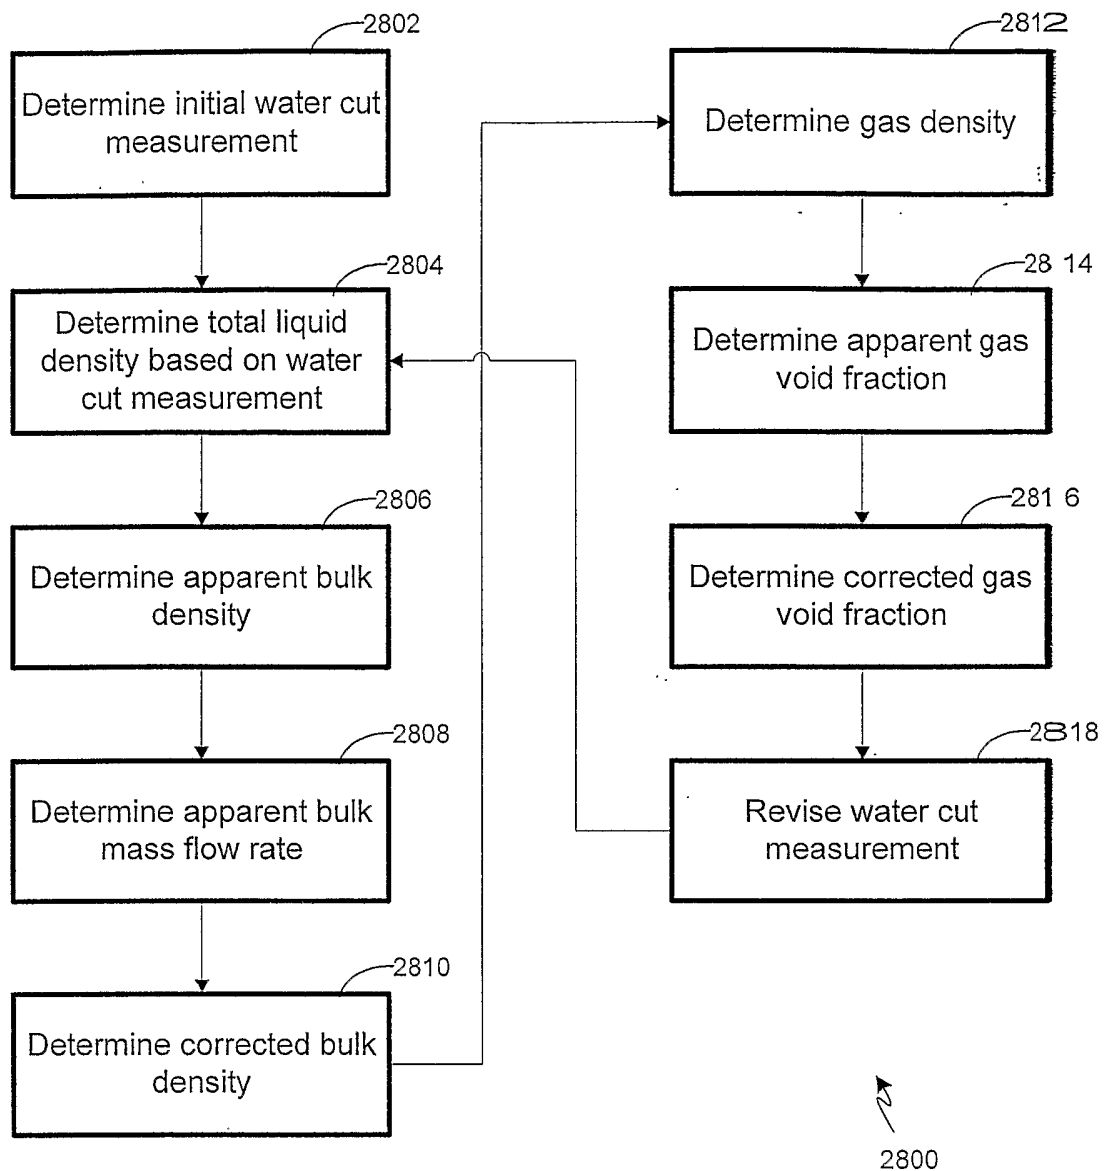 2802
Determine initial water cut
measurement
2804
Determine total liquid
density based on water
cut measurement
2806
Determine apparent bulk
density
2808
Determine apparent bulk
mass flow rate
2810
Determine corrected bulk
density
2812
Determine gas density
28 14
Determine apparent gas
void fraction
281 6
Determine corrected gas
void fraction
2818
Revise water cut
measurement
2800